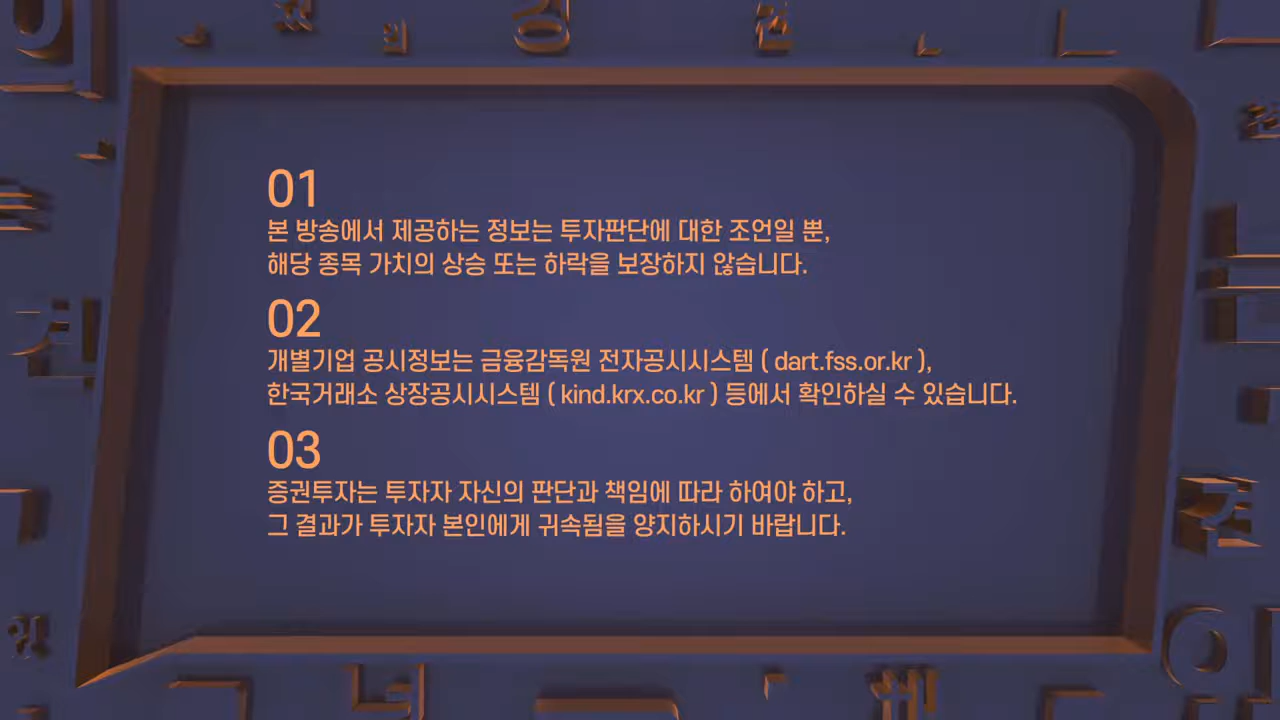 01
본 방송에서 제공하는 정보는 투자판단에 대한 조언일 뿐,
해당 종목 가치의 상승 또는 하락을 보장하지 않습니다.
02
개별기업 공시정보는 금융감독원 전자공시시스템 ( dart.fss.or.kr ),
한국거래소 상장공시시스템 ( kind.krx.co.kr ) 등에서 확인하실 수 있습니다.
03
증권투자는 투자자 자신의 판단과 책임에 따라 하여야 하고,
그 결과가 투자자 본인에게 귀속됨을 양지하시기 바랍니다.